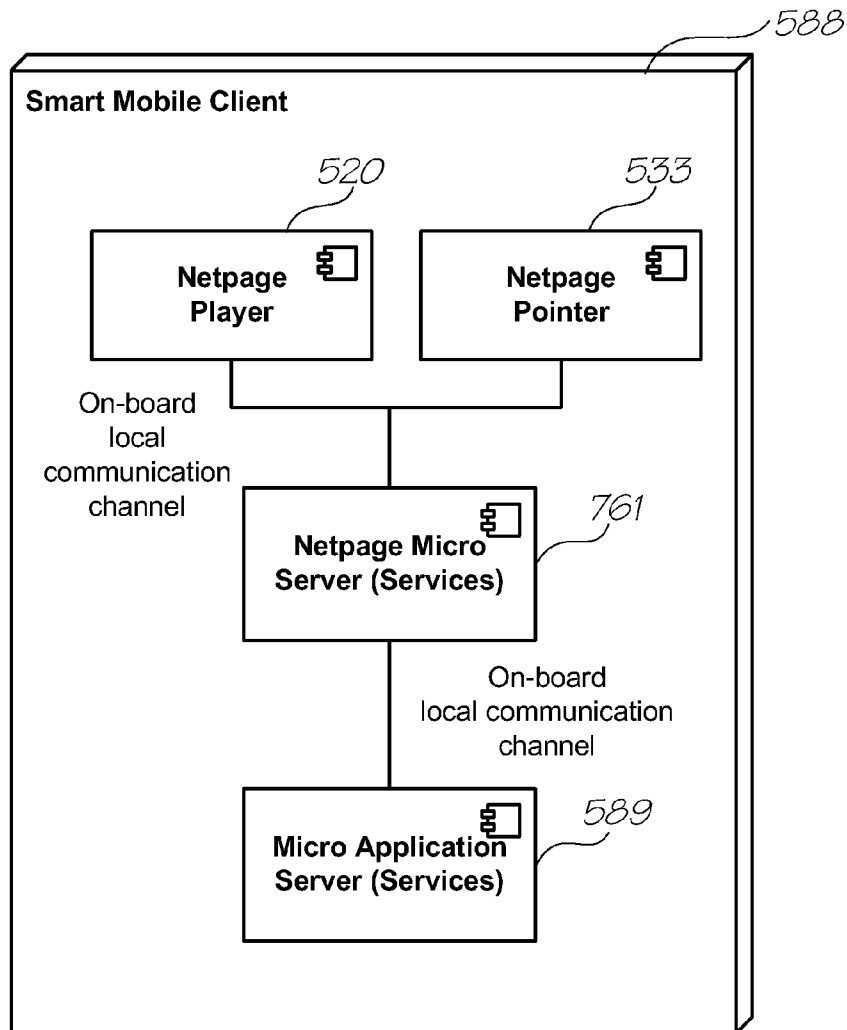 588
Smart Mobile Client
520
533
Netpage
Player
Netpage
Pointer
On-board
local
communication
channel
761
Netpage Micro
Server (Services)
On-board
local communication
channel
589
Micro Application
Server (Services)